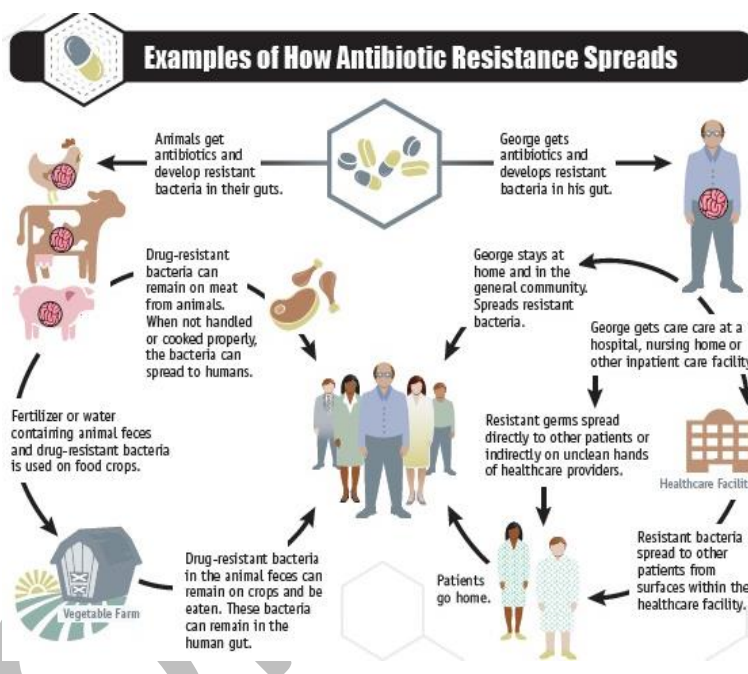 Examples of How Antibiotic Resistance Spreads
Animals get
antibiotics and
develop resistant
bacteria in their guts.
George gets
antibiotics and
develops resistant
bacteria in his gut.
Drug-resistant
bacteria can
remain on meat
from animals.
When not handled
or cooked properly,
the bacteria can
spread to humans.
George stays at
home and in the
general community.
Spreads resistant
bacteria.
George gets care care at a
hospital, nursing home or
other inpatient care facility
Fertilizer or water
containing animal feces
and drug-resistant bacteria
is used on food crops.
Resistant germs spread
directly to other patients or
indirectly on unclean hands
of healthcare providers.
Healthcare Facilit
Vegetable Farm
Drug-resistant bacteria
in the animal feces can
remain on crops and be
eaten. These bacteria
can remain in the
human gut.
Patients
go home.
Resistant bacteria
spread to other
patients from
surfaces within the
healthcare facility.